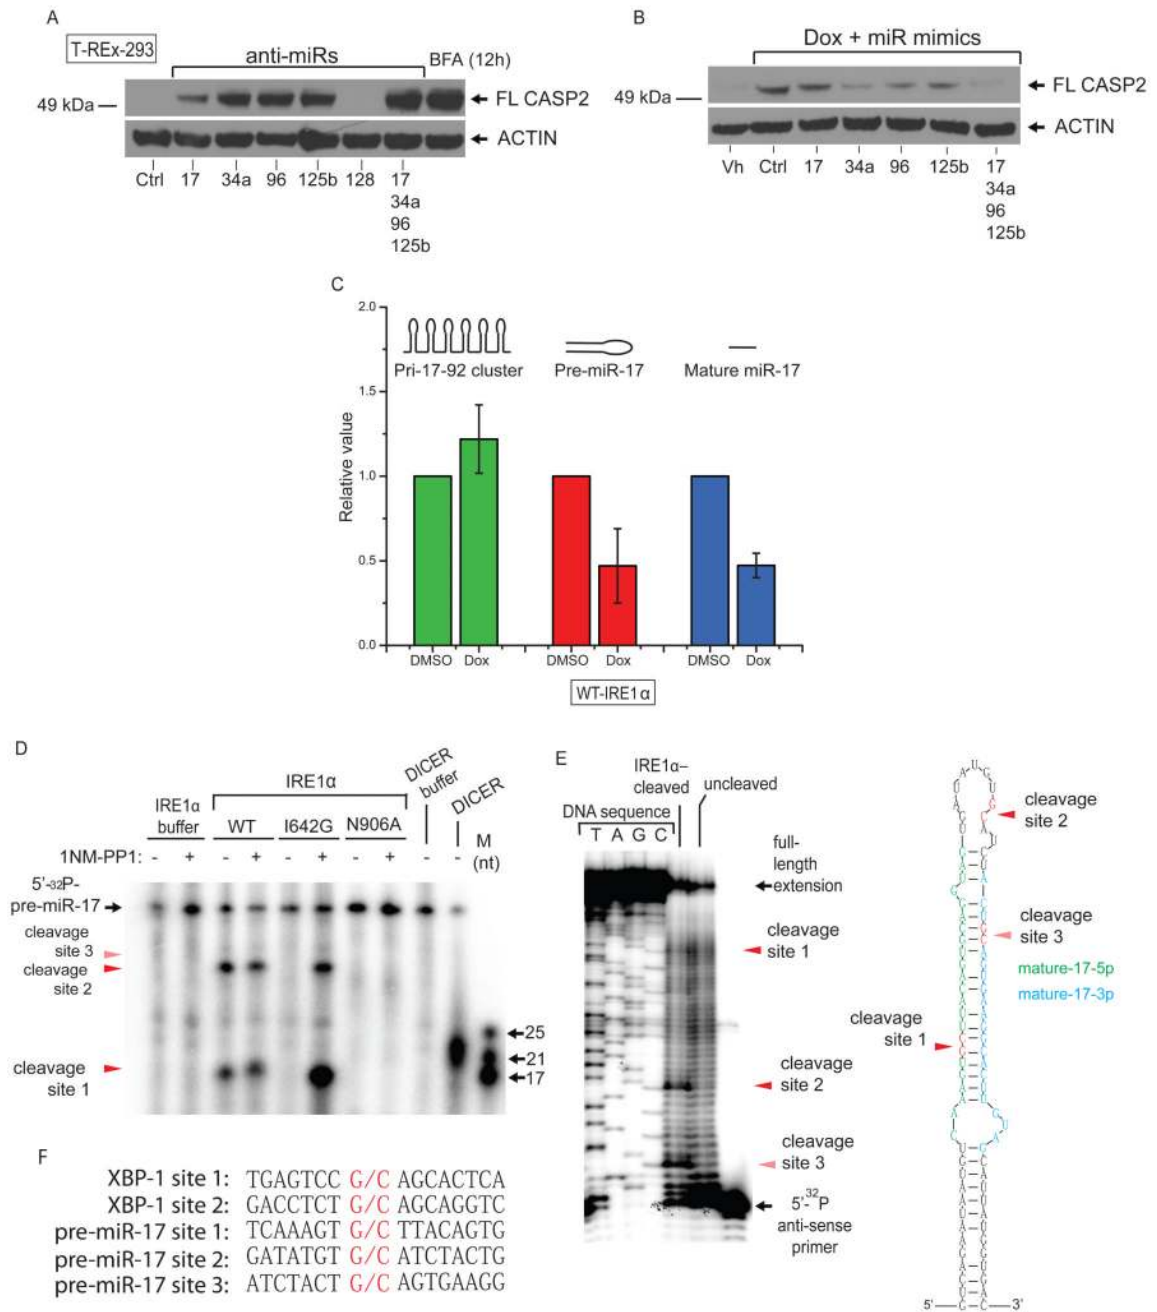 A
T-REx-293
anti-miRs
BFA (12h)
49 kDa
FL CASP2
ACTIN
Ctrl 17 34a 96 125b 128 17
34a
96
125b
B
Dox + miR mimics
49 kDa
FL CASP2
ACTIN
Vh Ctrl 17 34a 96 125b 17
34a
96
125b
C
2.0
1.5
1.0
0.5
0.0
Relative value
Pri-17-92 cluster
Pre-miR-17
Mature miR-17
DMSO Dox DMSO Dox DMSO Dox
WT-IRE1α
D
IRE1α
buffer
IRE1α
WT I642G N906A
DICER
buffer
DICER
M
(nt)
1NM-PP1: - + - + - + - + - -
5'-32P-
pre-miR-17
cleavage
site 3
cleavage
site 2
cleavage
site 1
25
21
17
E
IRE1α–
cleaved
uncleaved
DNA sequence
T A G C
full-
length
extension
cleavage
site 1
cleavage
site 2
cleavage
site 3
5'-32P
anti-sense
primer
cleavage
site 2
cleavage
site 3
mature-17-5p
mature-17-3p
cleavage
site 1
5' 3'
F
XBP-1 site 1: TGAGTCC G/C AGCACTCA
XBP-1 site 2: GACCTCT G/C AGCAGGTC
pre-miR-17 site 1: TCAAAGT G/C TTACAGTG
pre-miR-17 site 2: GATATGT G/C ATCTACTG
pre-miR-17 site 3: ATCTACT G/C AGTGAAGG